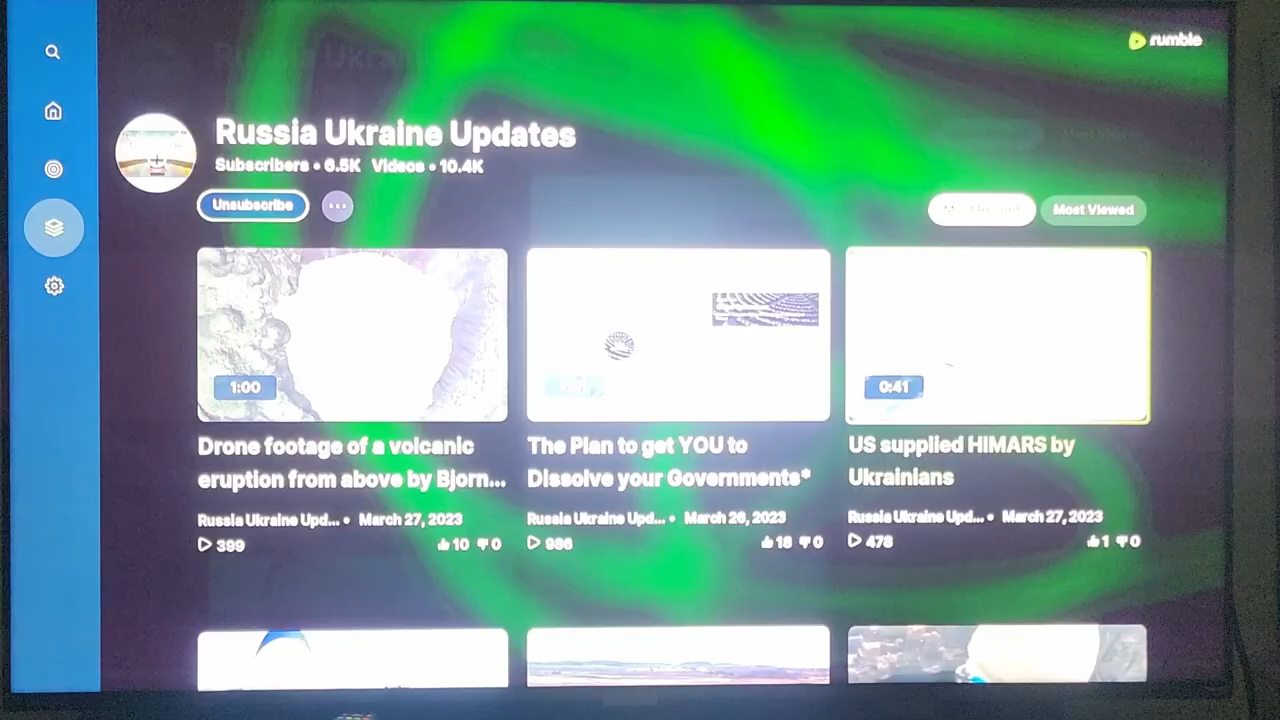 rumble
Russia Ukraine Updates
Subscribers • 6.5K Videos • 10.4K
Unsubscribe
Most Viewed
1:00
0:41
Drone footage of a volcanic
eruption from above by Bjorn...
The Plan to get YOU to
Dissolve your Governments*
US supplied HIMARS by
Ukrainians
Russia Ukraine Upd... • March 27, 2023
Russia Ukraine Upd... • March 26, 2023
Russia Ukraine Upd... • March 27, 2023
399
10
0
986
18
0
478
1
0